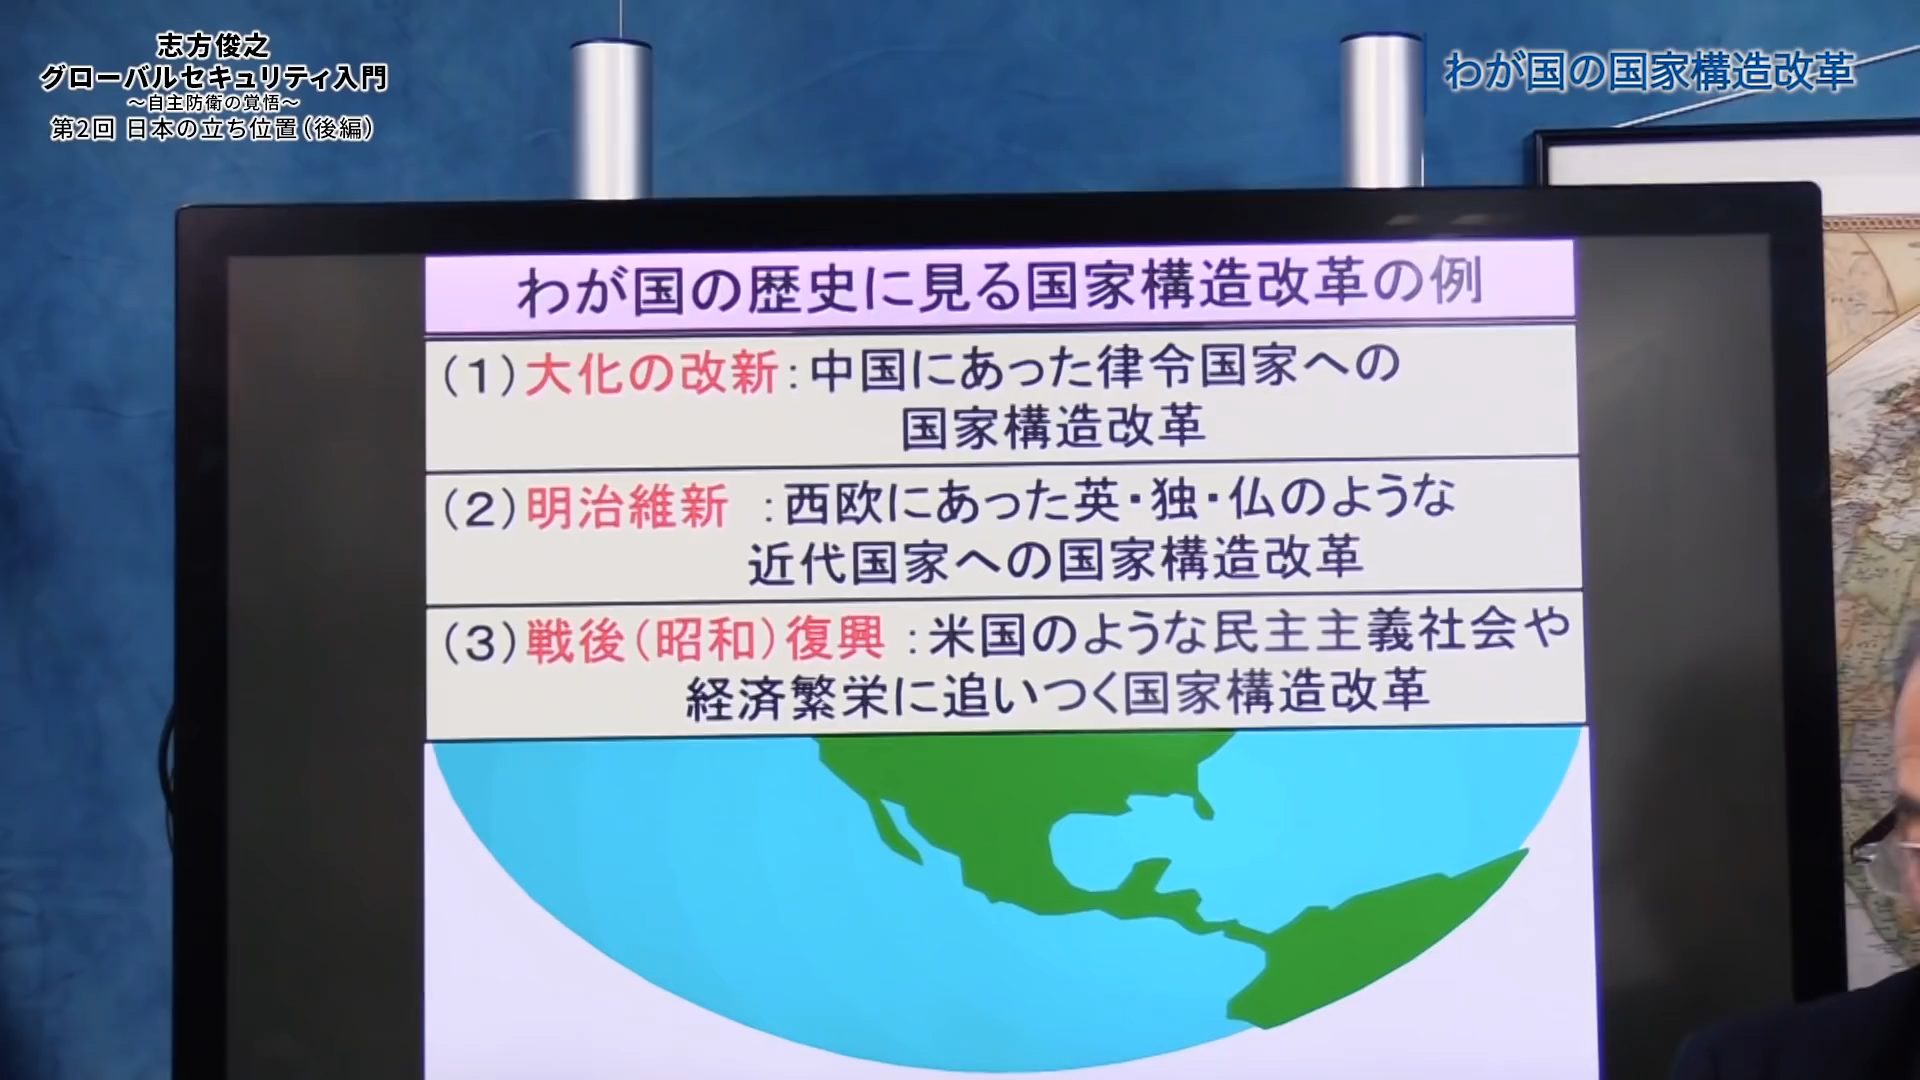 志方俊之
グローバルセキュリティ入門
～自主防衛の覚悟～
第2回 日本の立ち位置（後編）
わが国の国家構造改革
わが国の歴史に見る国家構造改革の例
（1）大化の改新：中国にあった律令国家への
国家構造改革
（2）明治維新：西欧にあった英・独・仏のような
近代国家への国家構造改革
（3）戦後（昭和）復興：米国のような民主主義社会や
経済繁栄に追いつく国家構造改革